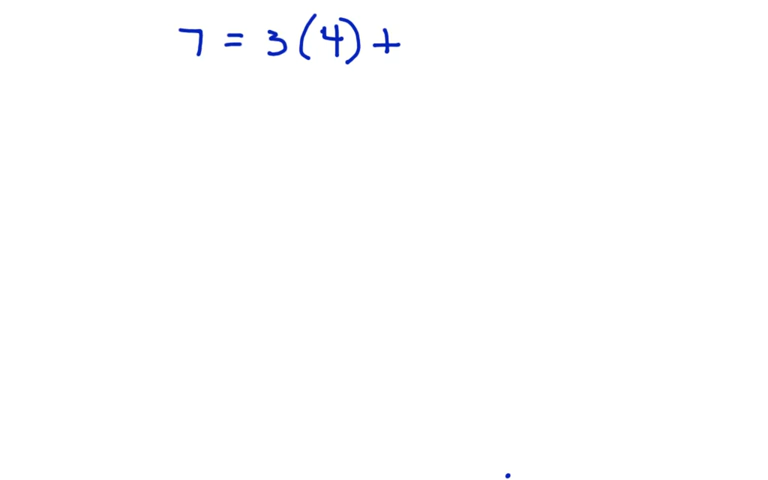 7 = 3(4) +